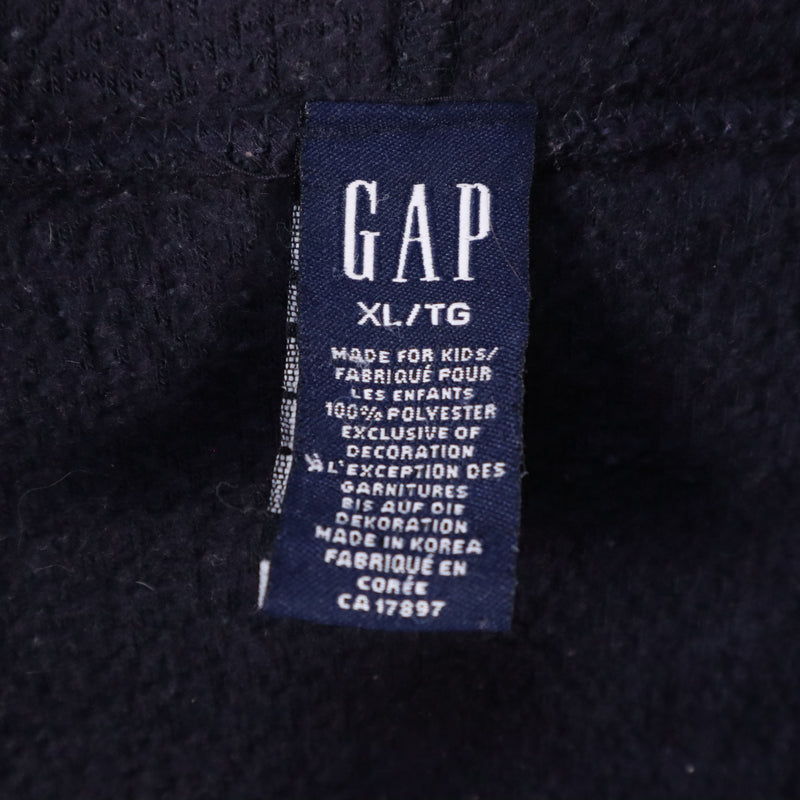 GAP
XL/TG
MADE FOR KIDS/
FABRIQUÉ POUR
LES ENFANTS
100% POLYESTER
EXCLUSIVE OF
DECORATION
À L'EXCEPTION DES
GARNITURES
BIS AUF DIE
DEKORATION
MADE IN KOREA
FABRIQUÉ EN
CORÉE
CA 17897